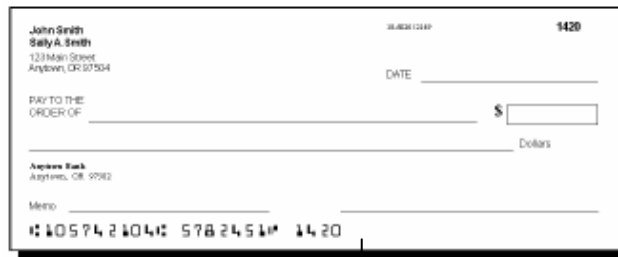 John Smith 1420
Sally A. Smith
123 Main Street
Anytown, OR 97504
DATE
PAY TO THE
ORDER OF $
Dollars
Anytown Bank
Anytown, OR 97502
Memo
⑆105742104⑆ 5782451⑈ 1420